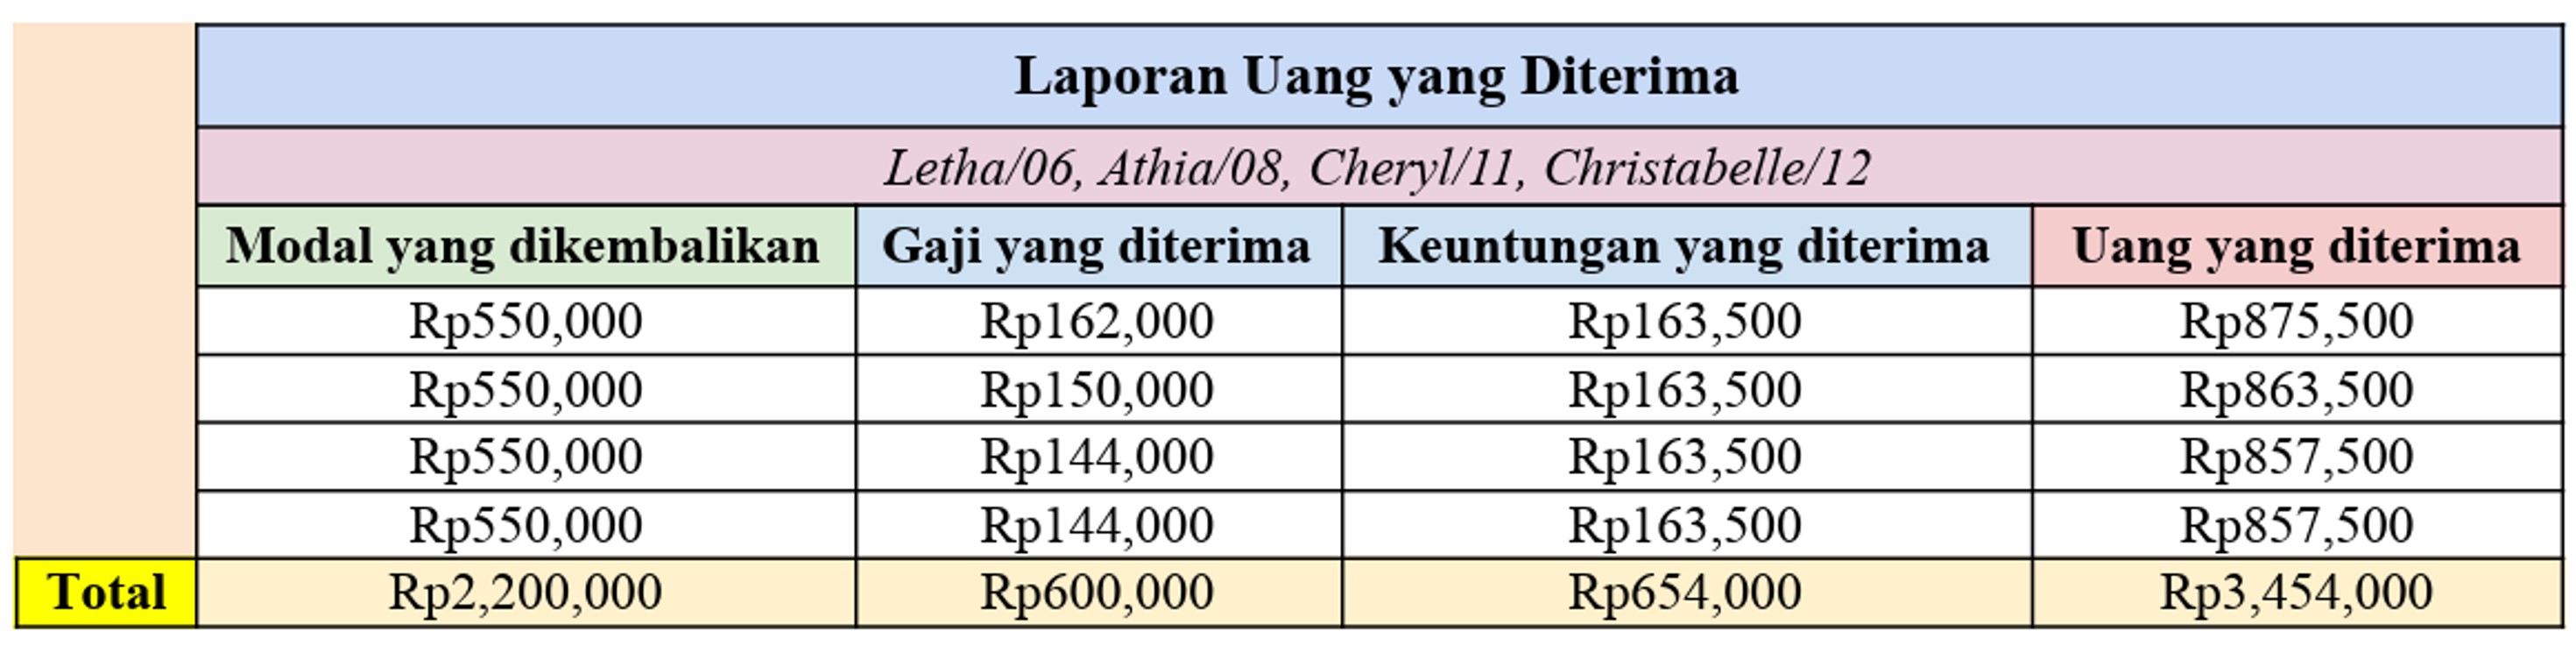 Laporan Uang yang Diterima
Letha/06, Athia/08, Cheryl/11, Christabelle/12
Modal yang dikembalikan Gaji yang diterima Keuntungan yang diterima Uang yang diterima
Rp550,000 Rp162,000 Rp163,500 Rp875,500
Rp550,000 Rp150,000 Rp163,500 Rp863,500
Rp550,000 Rp144,000 Rp163,500 Rp857,500
Rp550,000 Rp144,000 Rp163,500 Rp857,500
Total Rp2,200,000 Rp600,000 Rp654,000 Rp3,454,000